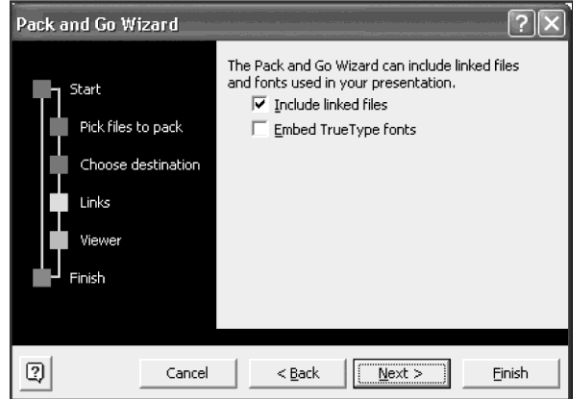 Pack and Go Wizard
The Pack and Go Wizard can include linked files
and fonts used in your presentation.
Include linked files
Embed TrueType fonts
Start
Pick files to pack
Choose destination
Links
Viewer
Finish
Cancel
< Back
Next >
Finish